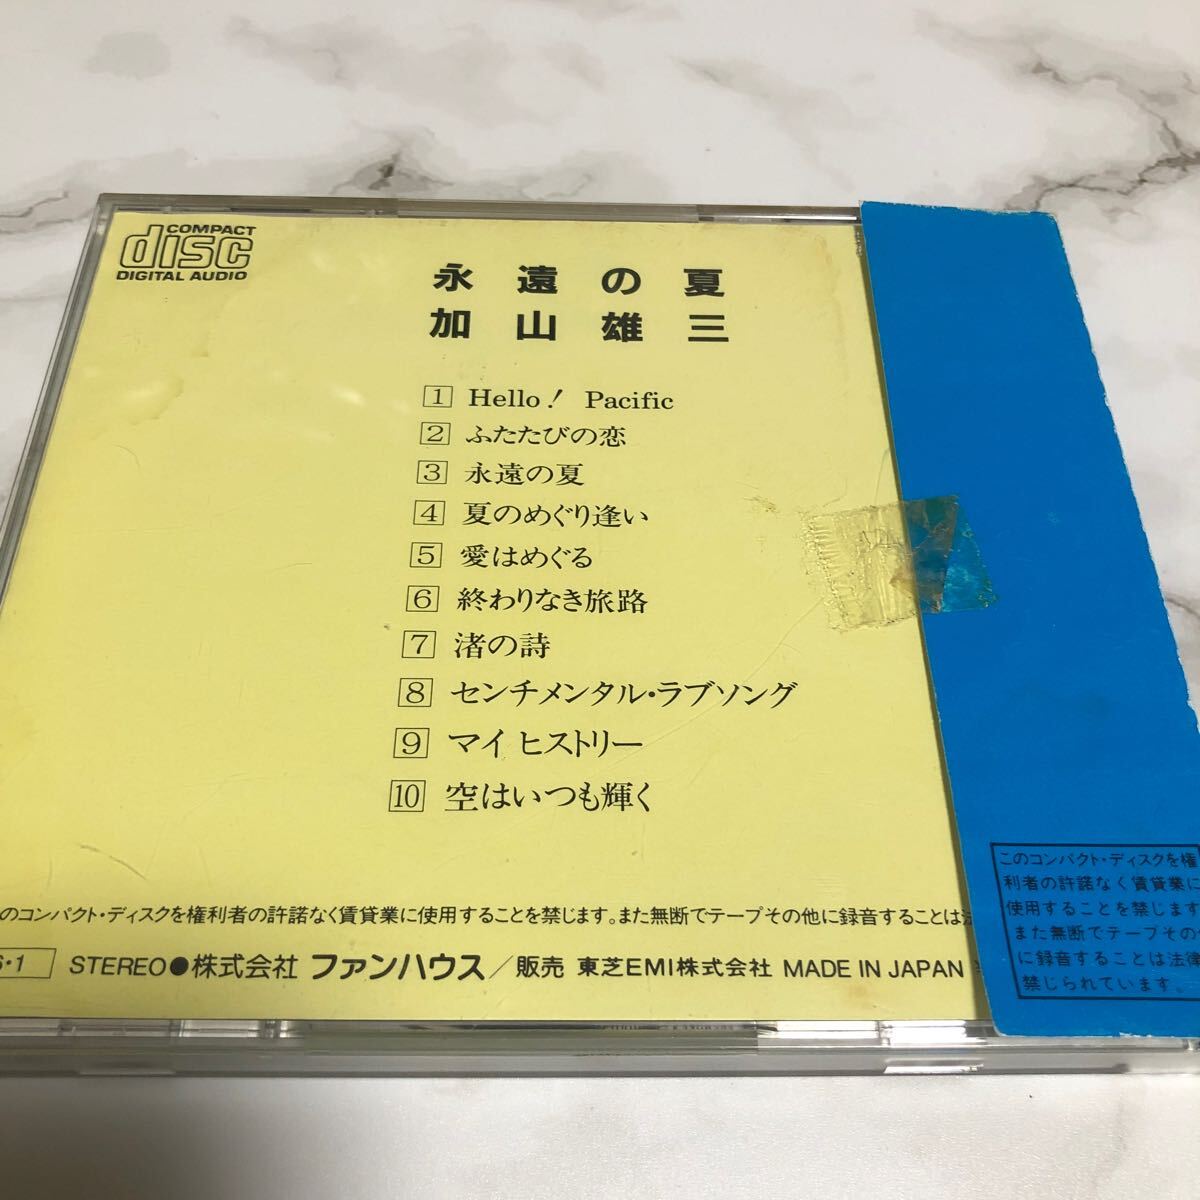 COMPACT
disc
DIGITAL AUDIO
永遠の夏
加山雄三
1 Hello! Pacific
2 ふたたびの恋
3 永遠の夏
4 夏のめぐり逢い
5 愛はめぐる
6 終わりなき旅路
7 渚の詩
8 センチメンタル・ラブソング
9 マイ ヒストリー
10 空はいつも輝く
のコンパクト・ディスクを権利者の許諾なく賃貸業に使用することを禁じます。また無断でテープその他に録音することは法
6・1 STEREO●株式会社 ファンハウス/販売 東芝EMI株式会社 MADE IN JAPAN
このコンパクト・ディスクを権
利者の許諾なく賃貸業に
使用することを禁じます
また無断でテープその他
に録音することは法律
禁じられています。